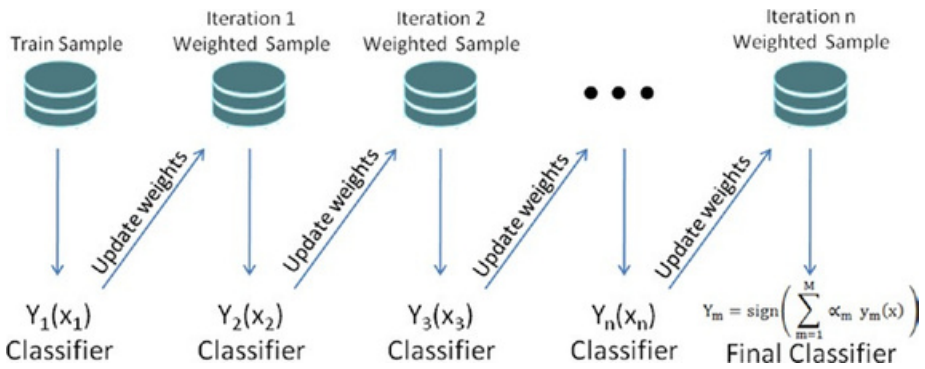 Train Sample
Iteration 1
Weighted Sample
Iteration 2
Weighted Sample
Iteration n
Weighted Sample
• • •
Update weights
Update weights
Update weights
Update weights
Y₁(x₁)
Classifier
Y₂(x₂)
Classifier
Y₃(x₃)
Classifier
Yₙ(xₙ)
Classifier
Yₘ = sign( ∑_{m=1}^{M} ∝ₘ yₘ(x) )
Final Classifier